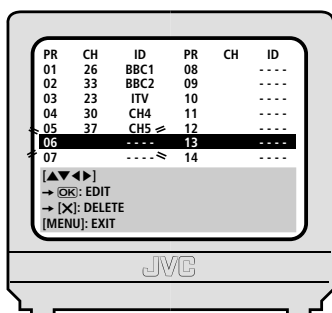 PR CH ID PR CH ID
01 26 BBC1 08 - - - -
02 33 BBC2 09 - - - -
03 23 ITV 10 - - - -
04 30 CH4 11 - - - -
05 37 CH5 12 - - - -
06 - - - - 13 - - - -
07 - - - - 14 - - - -
[▲▼◀▶]
→ OK: EDIT
→ [X]: DELETE
[MENU]: EXIT
JVC